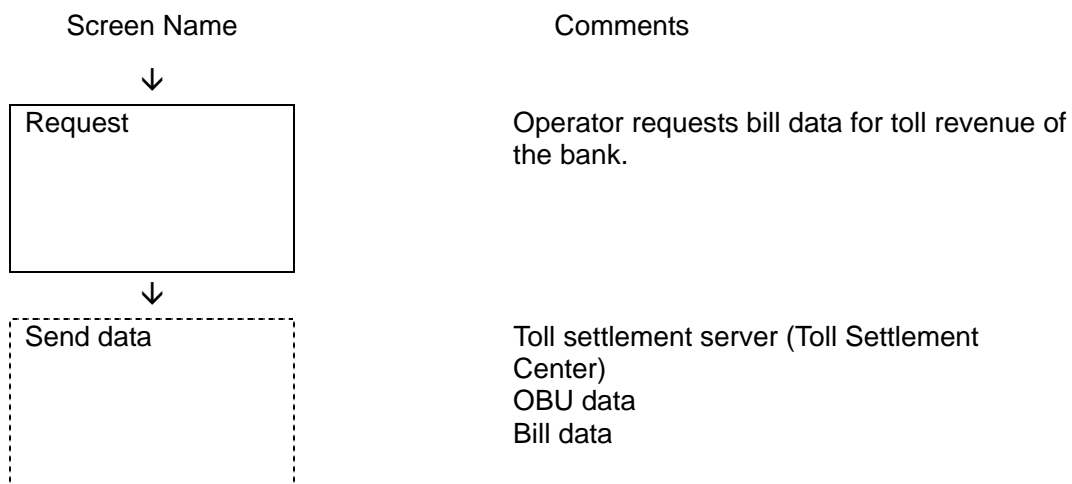 Screen Name Comments
↓
Request Operator requests bill data for toll revenue of
the bank.
↓
Send data Toll settlement server (Toll Settlement
Center)
OBU data
Bill data